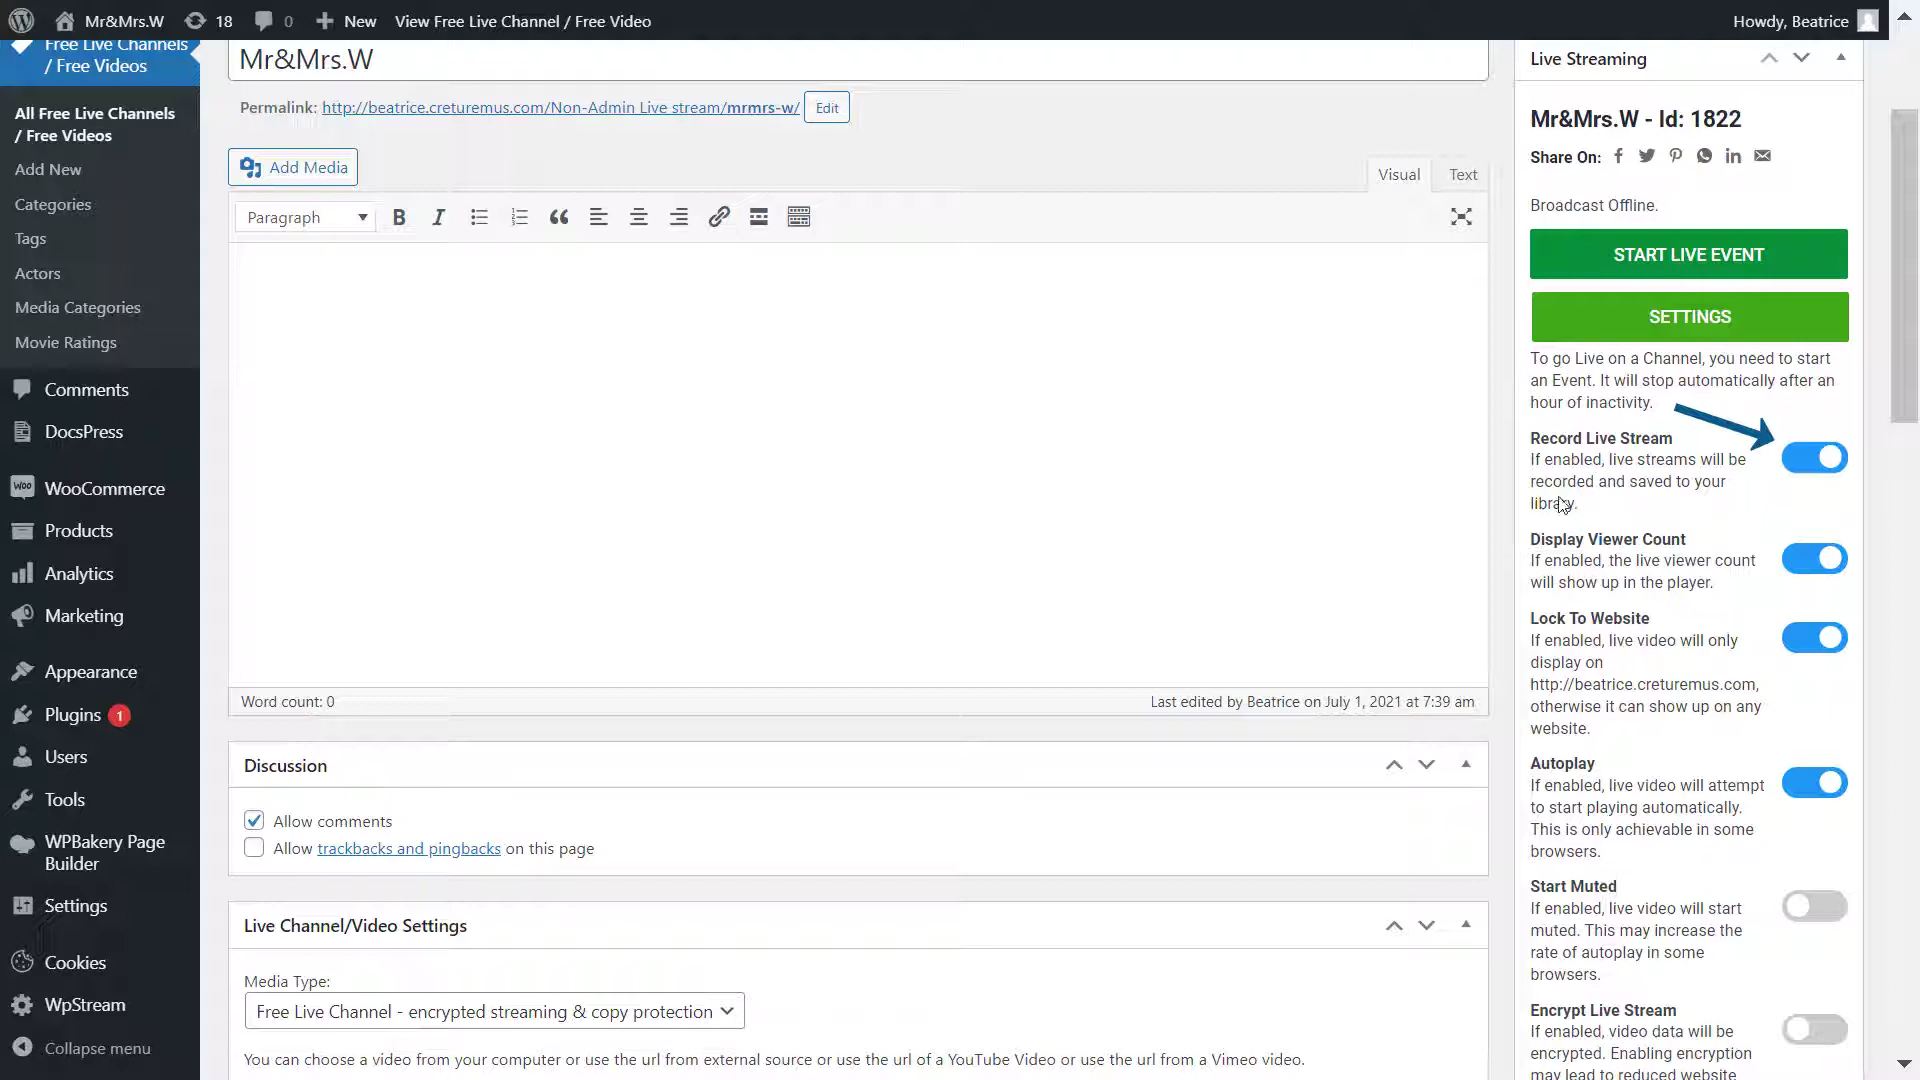 Mr&Mrs.W 18 0 New View Free Live Channel / Free Video Howdy, Beatrice
Free Live Channels
/ Free Videos
All Free Live Channels
/ Free Videos
Add New
Categories
Tags
Actors
Media Categories
Movie Ratings
Comments
DocsPress
Woo WooCommerce
Products
Analytics
Marketing
Appearance
Plugins 1
Users
Tools
WPBakery Page
Builder
Settings
Cookies
WpStream
Collapse menu
Mr&Mrs.W
Permalink: http://beatrice.creturemus.com/Non-Admin Live stream/mrmrs-w/ Edit
Add Media
Visual Text
Paragraph B I
Word count: 0
Last edited by Beatrice on July 1, 2021 at 7:39 am
Discussion
Allow comments
Allow trackbacks and pingbacks on this page
Live Channel/Video Settings
Media Type:
Free Live Channel - encrypted streaming & copy protection
You can choose a video from your computer or use the url from external source or use the url of a YouTube Video or use the url from a Vimeo video.
Live Streaming
Mr&Mrs.W - Id: 1822
Share On:
Broadcast Offline.
START LIVE EVENT
SETTINGS
To go Live on a Channel, you need to start
an Event. It will stop automatically after an
hour of inactivity.
Record Live Stream
If enabled, live streams will be
recorded and saved to your
library.
Display Viewer Count
If enabled, the live viewer count
will show up in the player.
Lock To Website
If enabled, live video will only
display on
http://beatrice.creturemus.com,
otherwise it can show up on any
website.
Autoplay
If enabled, live video will attempt
to start playing automatically.
This is only achievable in some
browsers.
Start Muted
If enabled, live video will start
muted. This may increase the
rate of autoplay in some
browsers.
Encrypt Live Stream
If enabled, video data will be
encrypted. Enabling encryption
may lead to reduced website